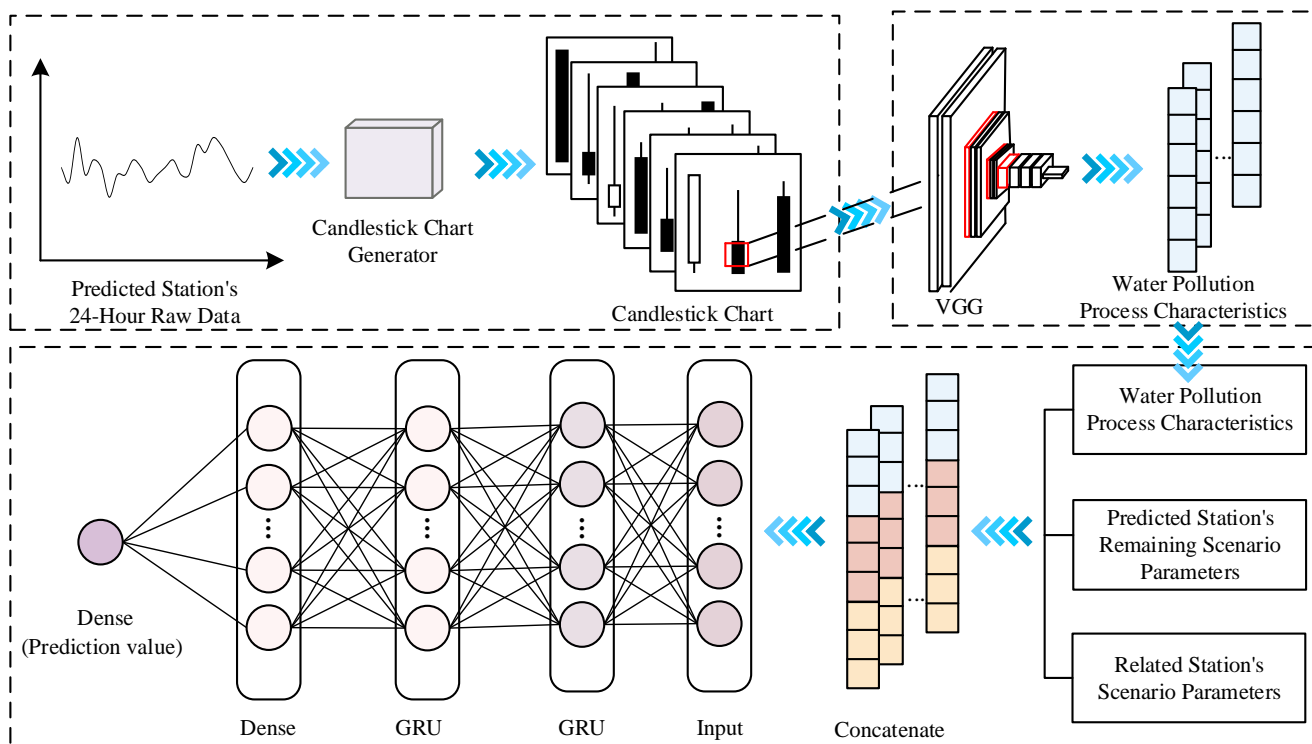 Predicted Station's
24-Hour Raw Data
Candlestick Chart
Generator
Candlestick Chart
VGG
Water Pollution
Process Characteristics
Water Pollution
Process Characteristics
Predicted Station's
Remaining Scenario
Parameters
Related Station's
Scenario Parameters
Concatenate
Input
GRU
GRU
Dense
Dense
(Prediction value)